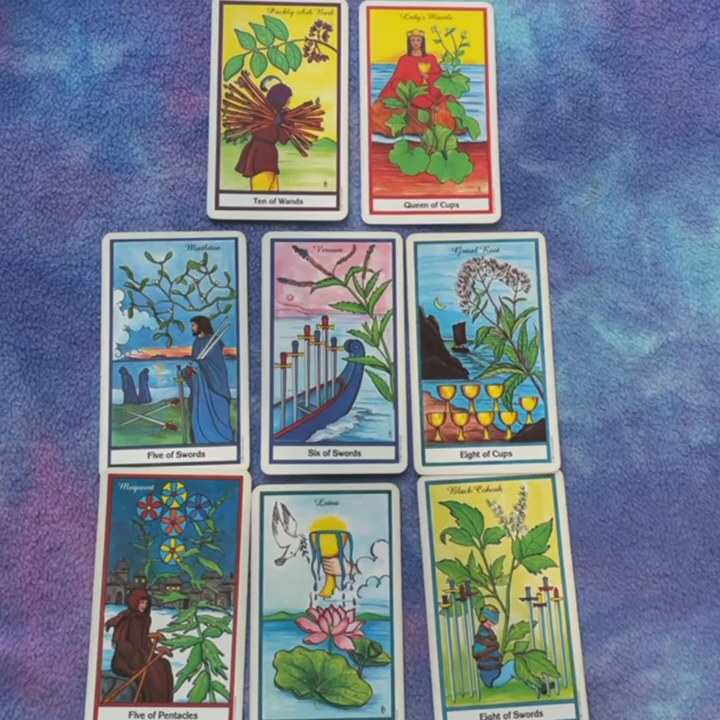 Prickly Ash Bark
Ten of Wands
Lady's Mantle
Queen of Cups
Mistletoe
Five of Swords
Vervain
Six of Swords
Gravel Root
Eight of Cups
Mugwort
Five of Pentacles
Lotus
Black Cohosh
Eight of Swords